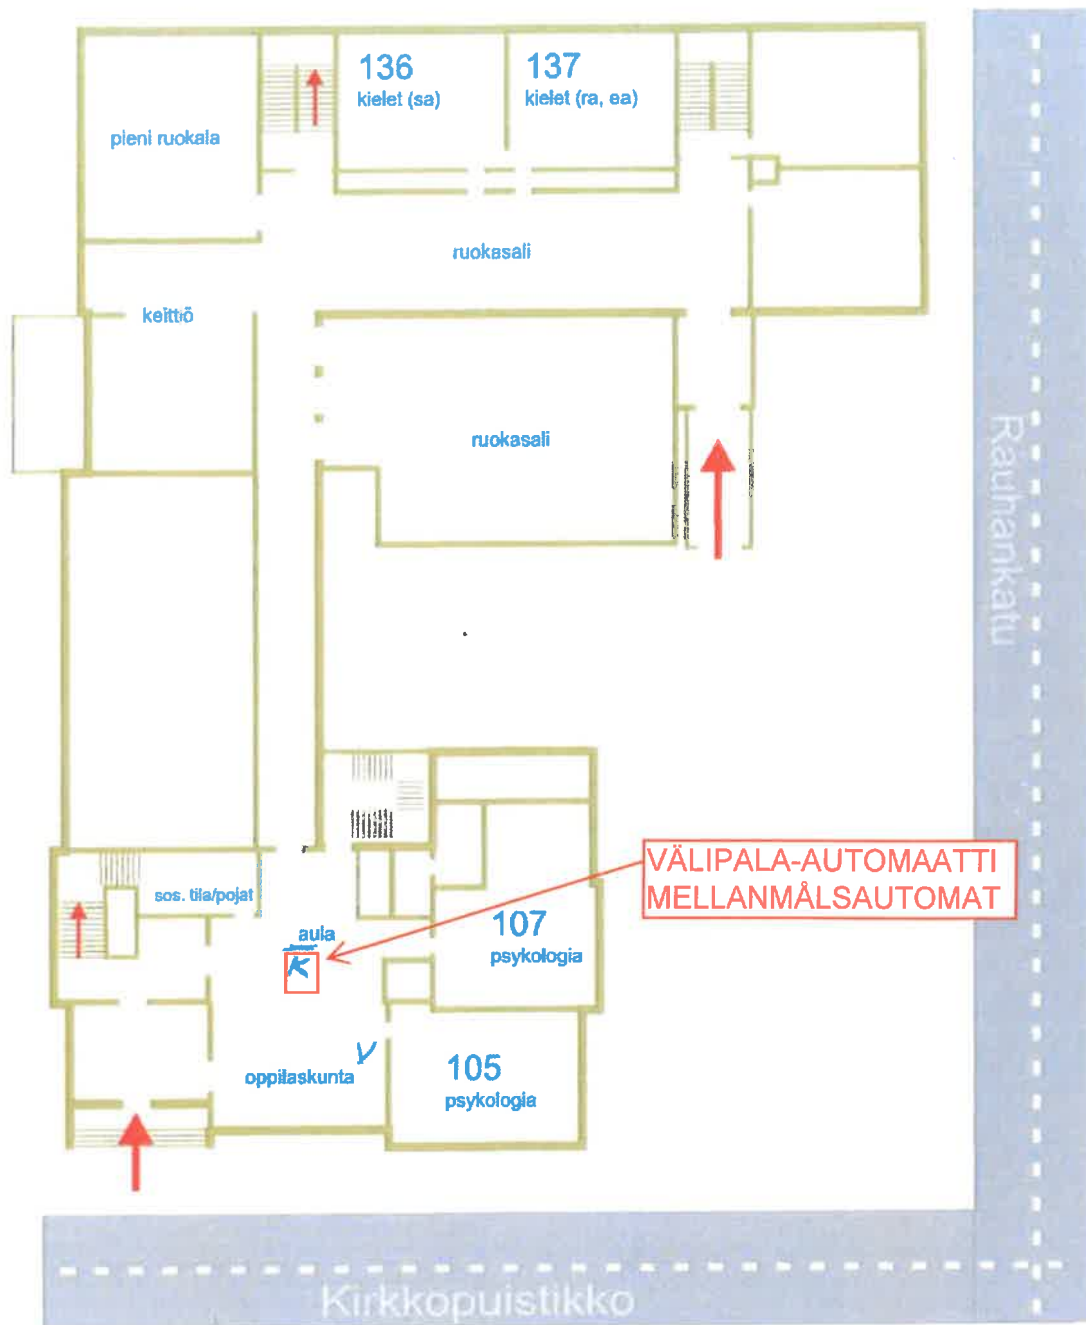 136
kielet (sa)
137
kielet (ra, ea)
pieni ruokala
ruokasali
keittiö
ruokasali
Rauhankatu
VÄLIPALA-AUTOMAATTI
MELLANMÅLSAUTOMAT
sos. tila/pojat
aula
K
107
psykologia
V
oppilaskunta
105
psykologia
Kirkkopuistikko